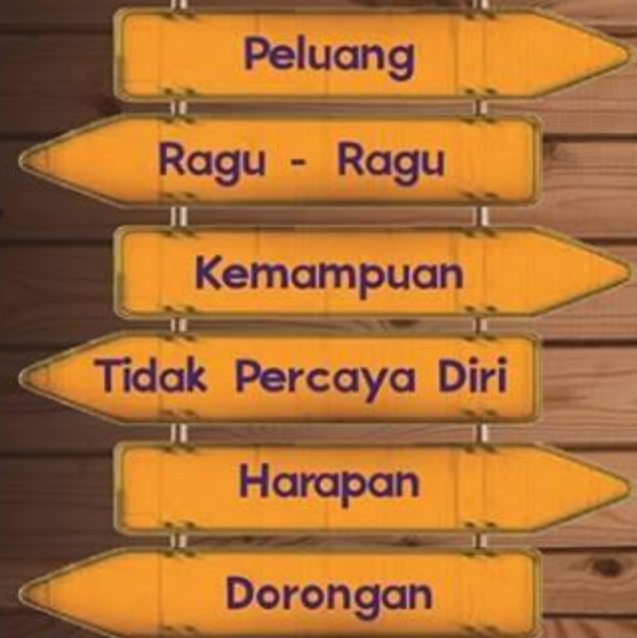 Peluang
Ragu - Ragu
Kemampuan
Tidak Percaya Diri
Harapan
Dorongan